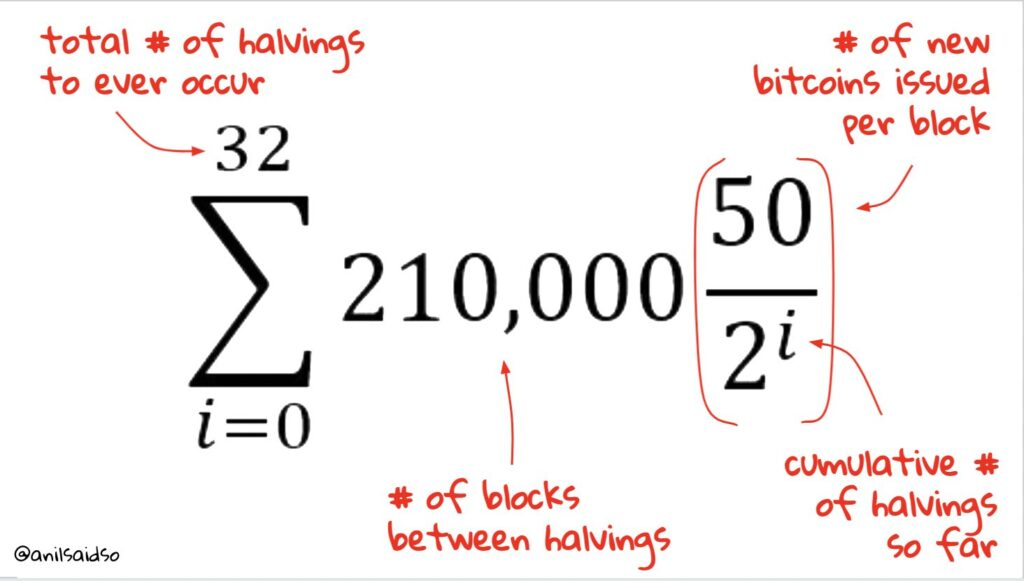 total # of halvings
to ever occur
# of new
bitcoins issued
per block
32
∑ 210,000 (50/2^i)
i=0
# of blocks
between halvings
cumulative #
of halvings
so far
@anilsaidso